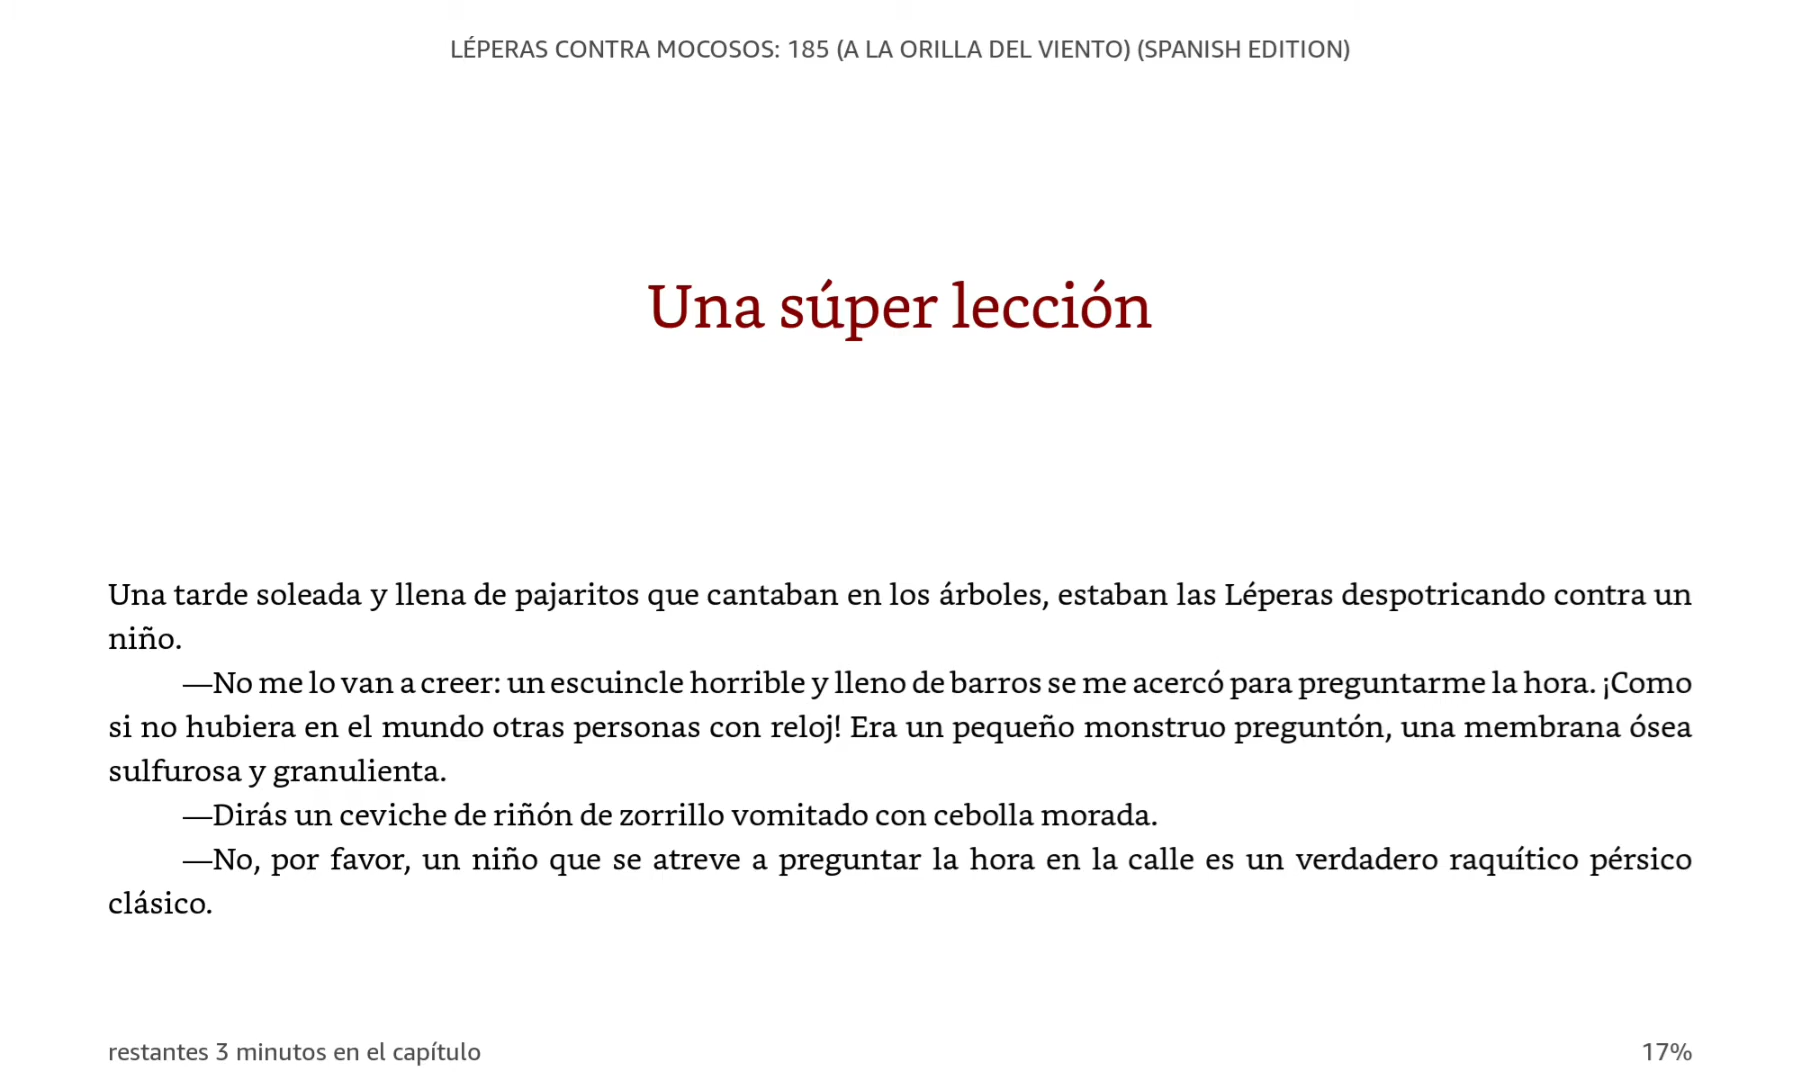 LÉPERAS CONTRA MOCOSOS: 185 (A LA ORILLA DEL VIENTO) (SPANISH EDITION)
Una súper lección
Una tarde soleada y llena de pajaritos que cantaban en los árboles, estaban las Léperas despotricando contra un
niño.
—No me lo van a creer: un escuincle horrible y lleno de barros se me acercó para preguntarme la hora. ¡Como
si no hubiera en el mundo otras personas con reloj! Era un pequeño monstruo preguntón, una membrana ósea
sulfurosa y granulienta.
—Dirás un ceviche de riñón de zorrillo vomitado con cebolla morada.
—No, por favor, un niño que se atreve a preguntar la hora en la calle es un verdadero raquítico pérsico
clásico.
restantes 3 minutos en el capítulo
17%